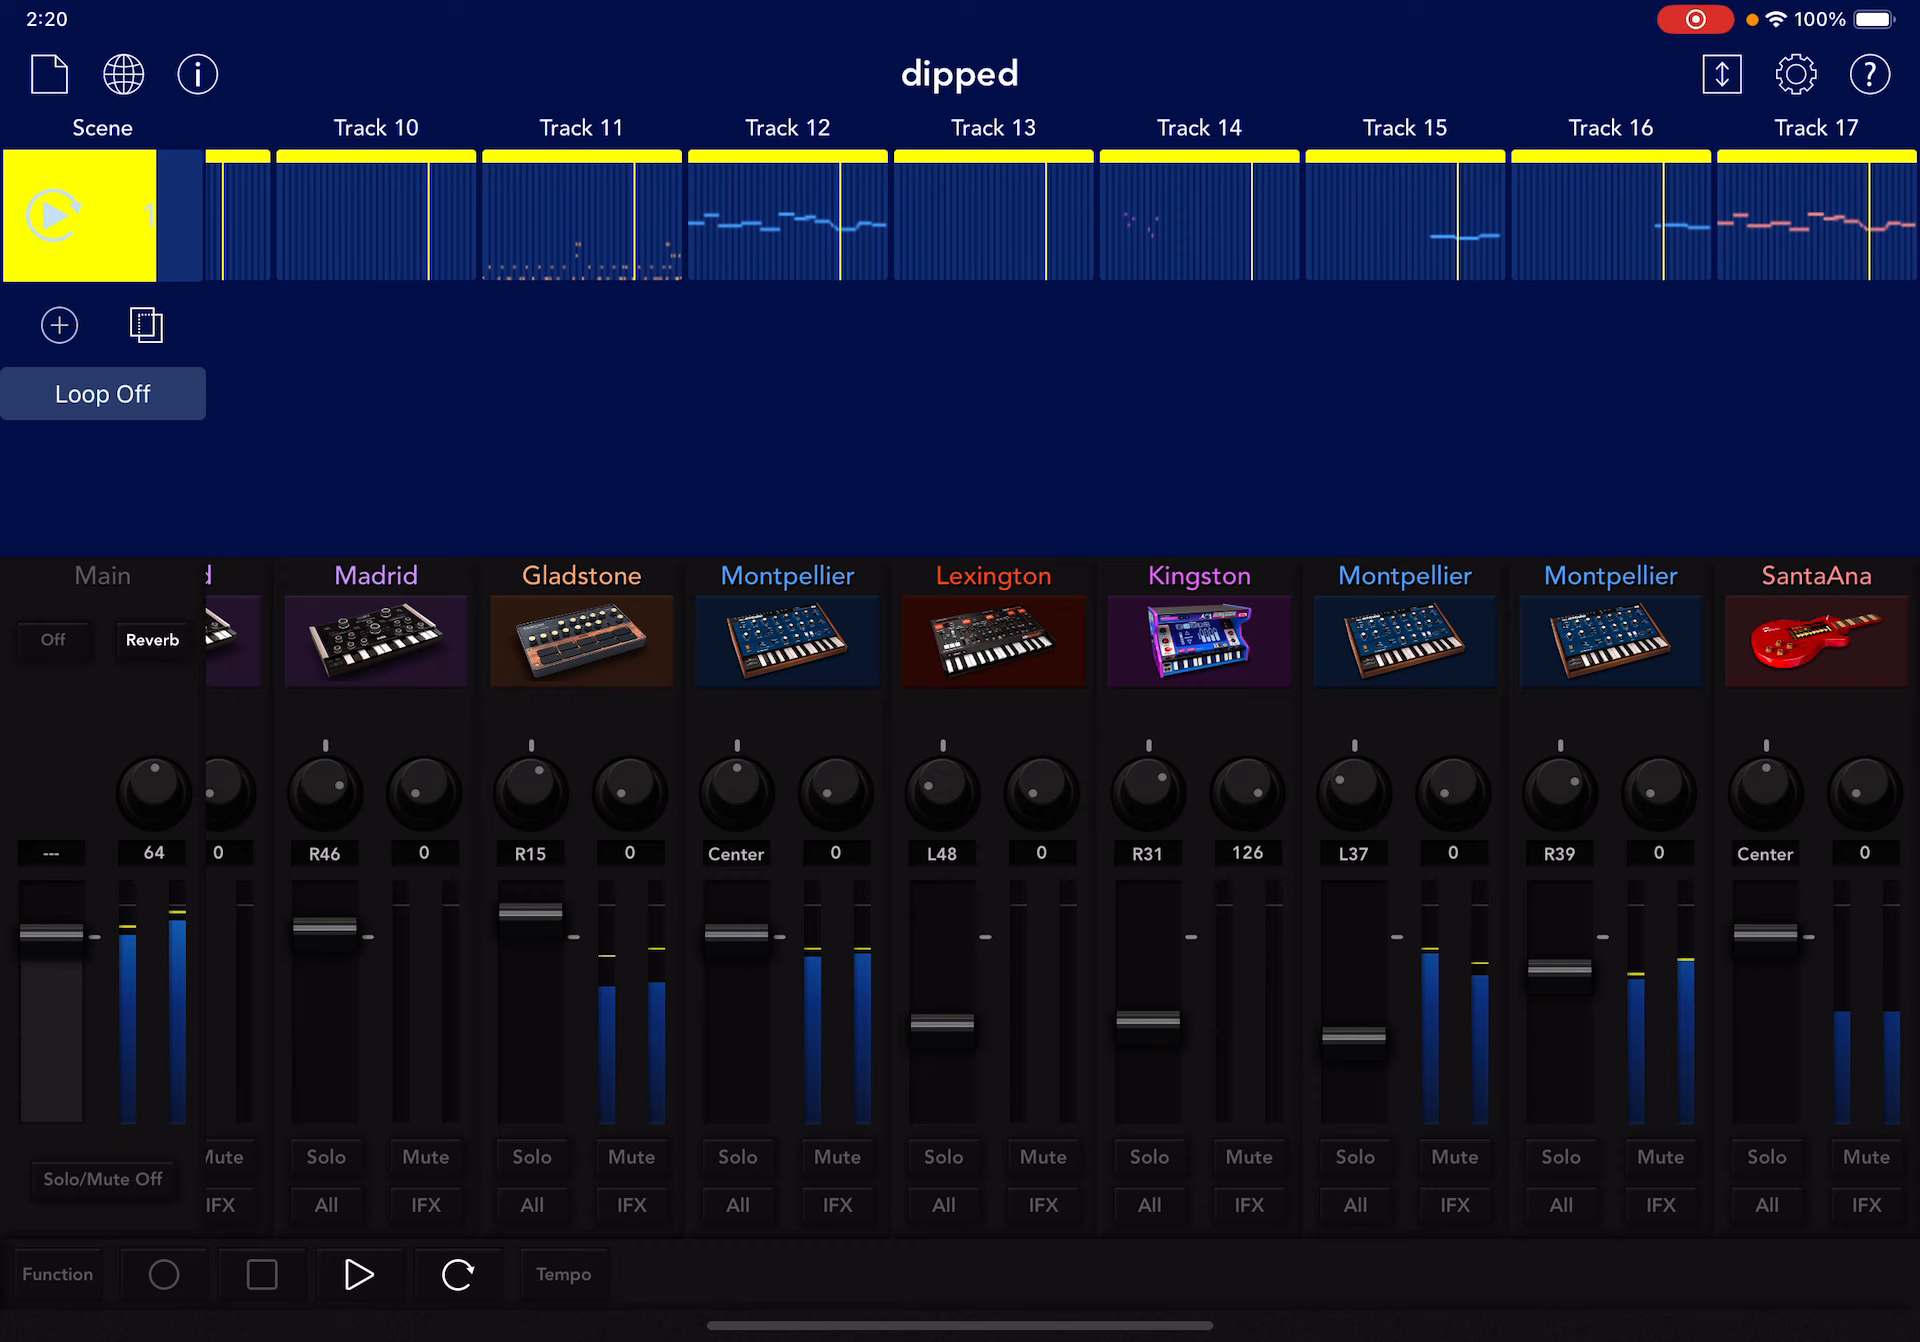 2:20
100%
dipped
Scene Track 10 Track 11 Track 12 Track 13 Track 14 Track 15 Track 16 Track 17
1
Loop Off
Main d Madrid Gladstone Montpellier Lexington Kingston Montpellier Montpellier SantaAna
Off Reverb
--- 64 0 R46 0 R15 0 Center 0 L48 0 R31 126 L37 0 R39 0 Center 0
Mute Solo Mute Solo Mute Solo Mute Solo Mute Solo Mute Solo Mute Solo Mute Solo Mute
Solo/Mute Off
IFX All IFX All IFX All IFX All IFX All IFX All IFX All IFX All IFX
Function Tempo